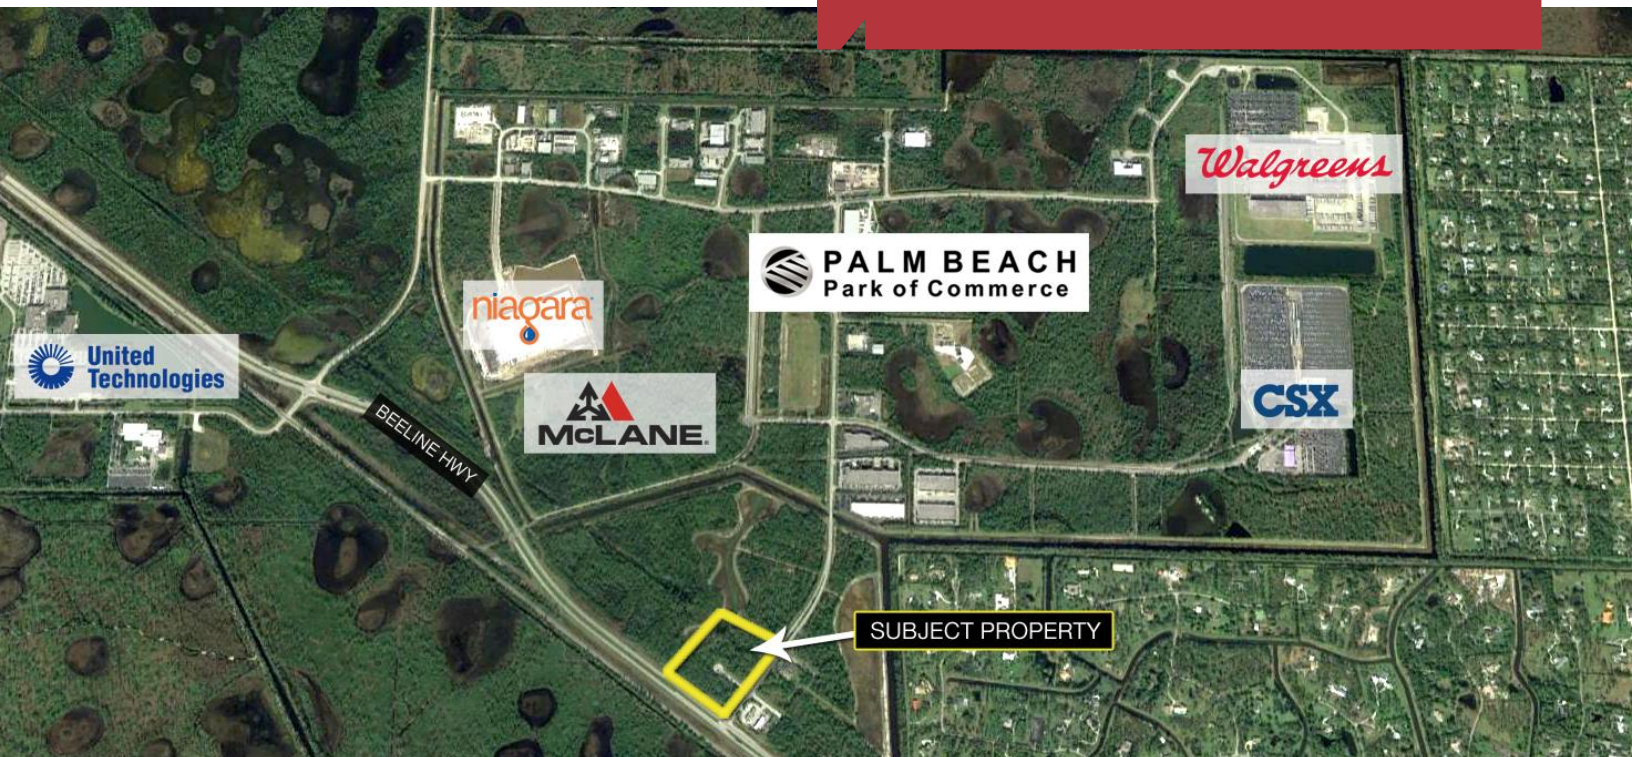 Walgreens
PALM BEACH
Park of Commerce
niagara
United
Technologies
McLANE
CSX
BEELINE HWY
SUBJECT PROPERTY